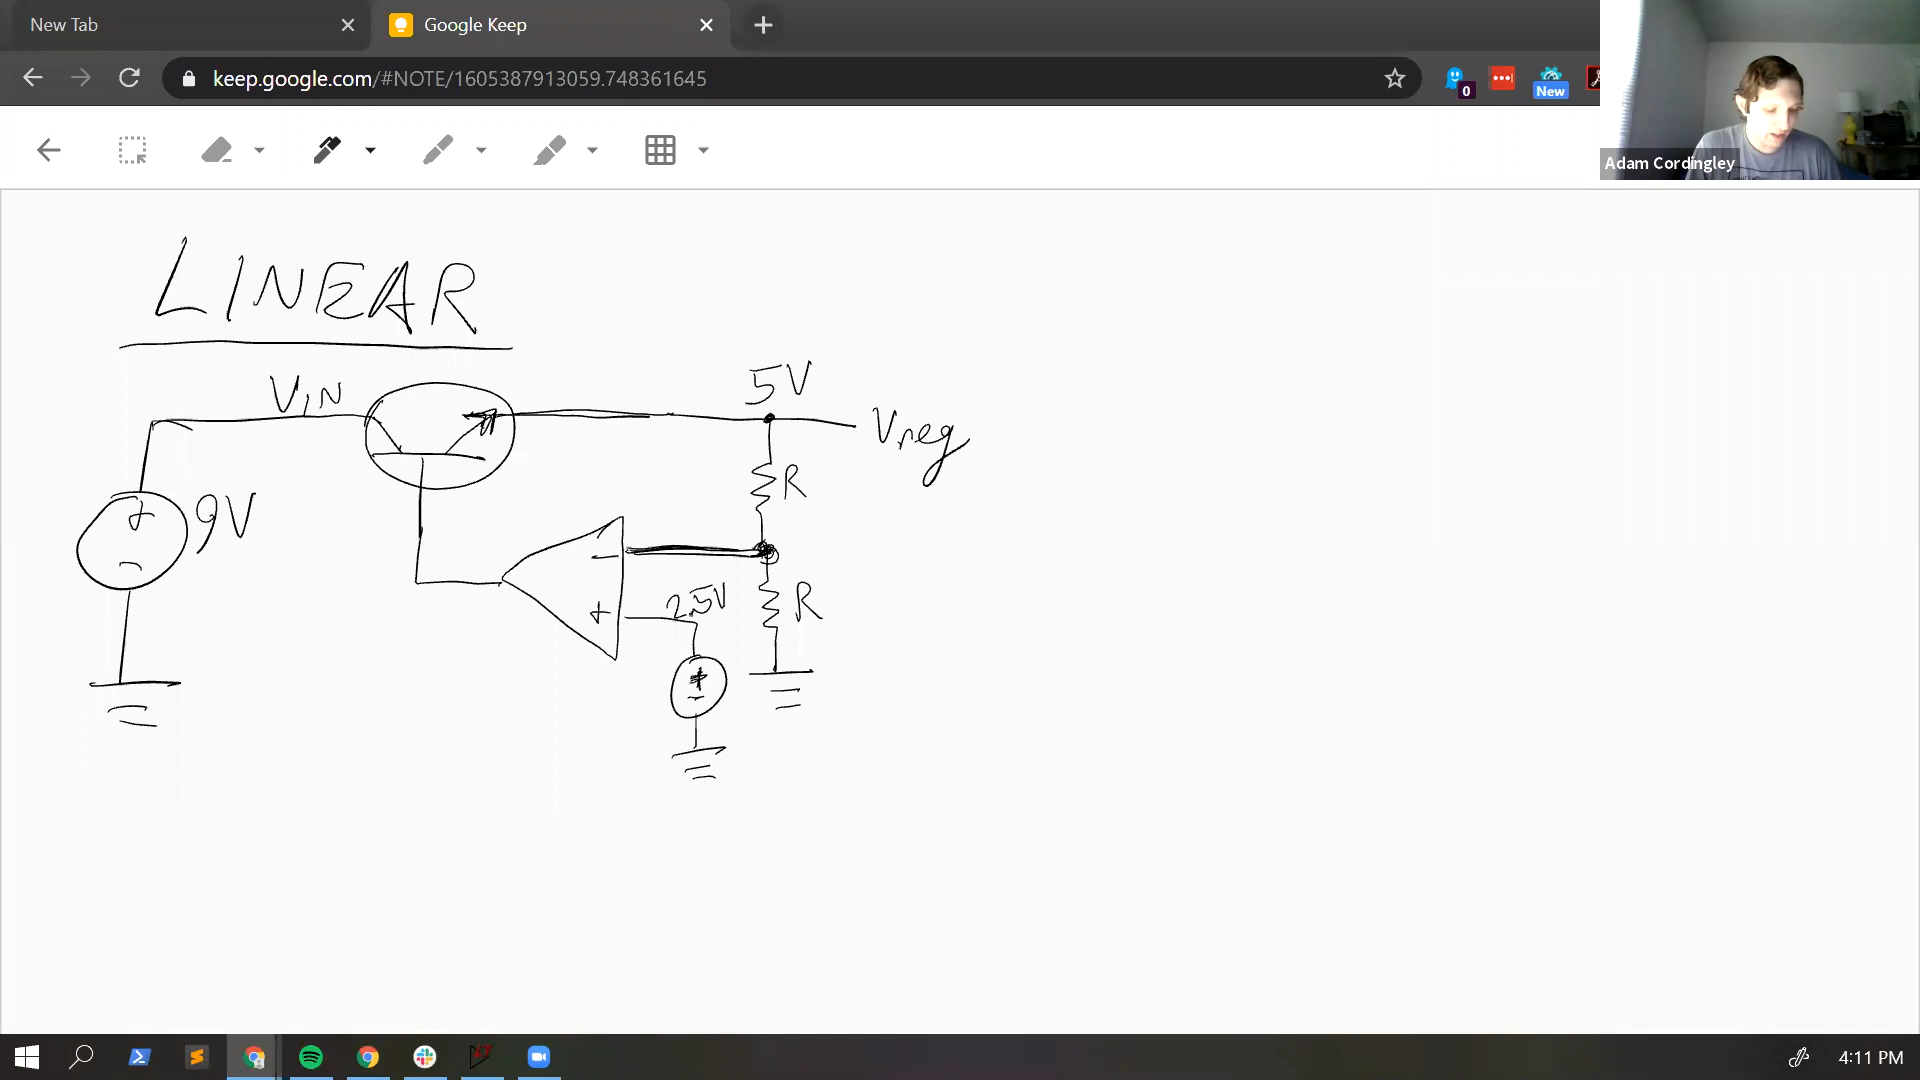 New Tab
Google Keep
keep.google.com/#NOTE/1605387913059.748361645
0
New
Adam Cordingley
LINEAR
VIN
5V
Vreg
9V
R
2.5V
R
4:11 PM